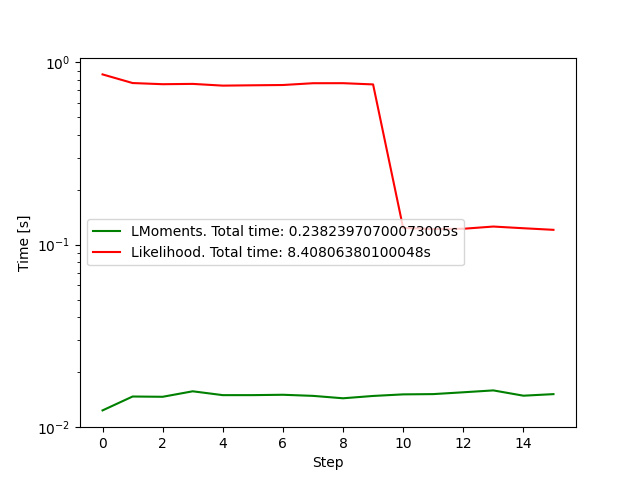 10⁰
10⁻¹
10⁻²
Time [s]
LMoments. Total time: 0.23823970700073005s
Likelihood. Total time: 8.40806380100048s
0 2 4 6 8 10 12 14
Step